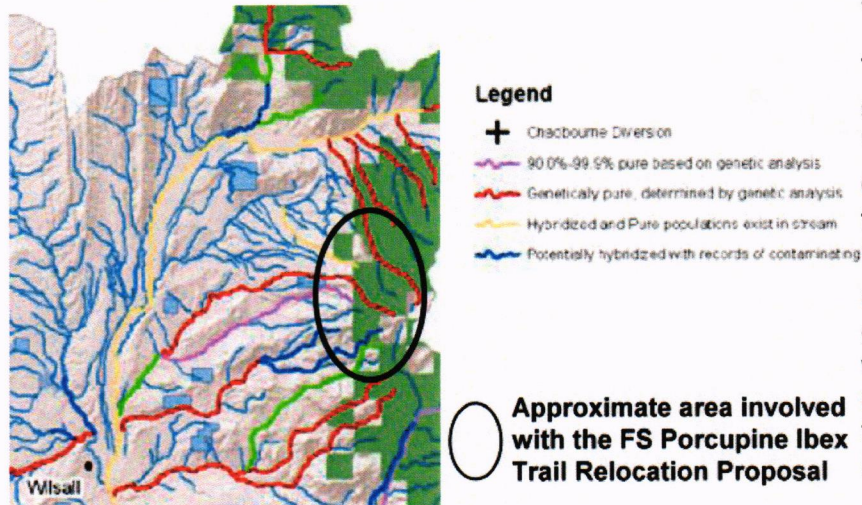 Legend
Chadbourne Diversion
90.0%-99.9% pure based on genetic analysis
Genetically pure, determined by genetic analysis
Hybridized and Pure populations exist in stream
Potentially hybridized with records of contaminating
Approximate area involved
with the FS Porcupine Ibex
Trail Relocation Proposal
Wilsall